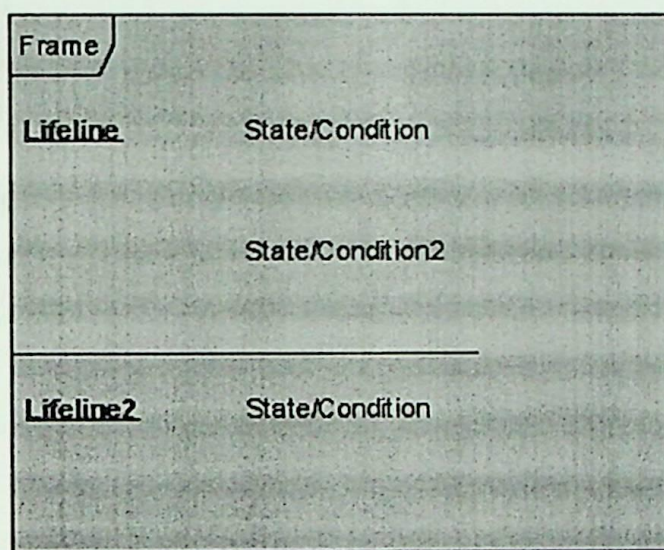 Frame
Lifeline State/Condition
State/Condition2
Lifeline2 State/Condition